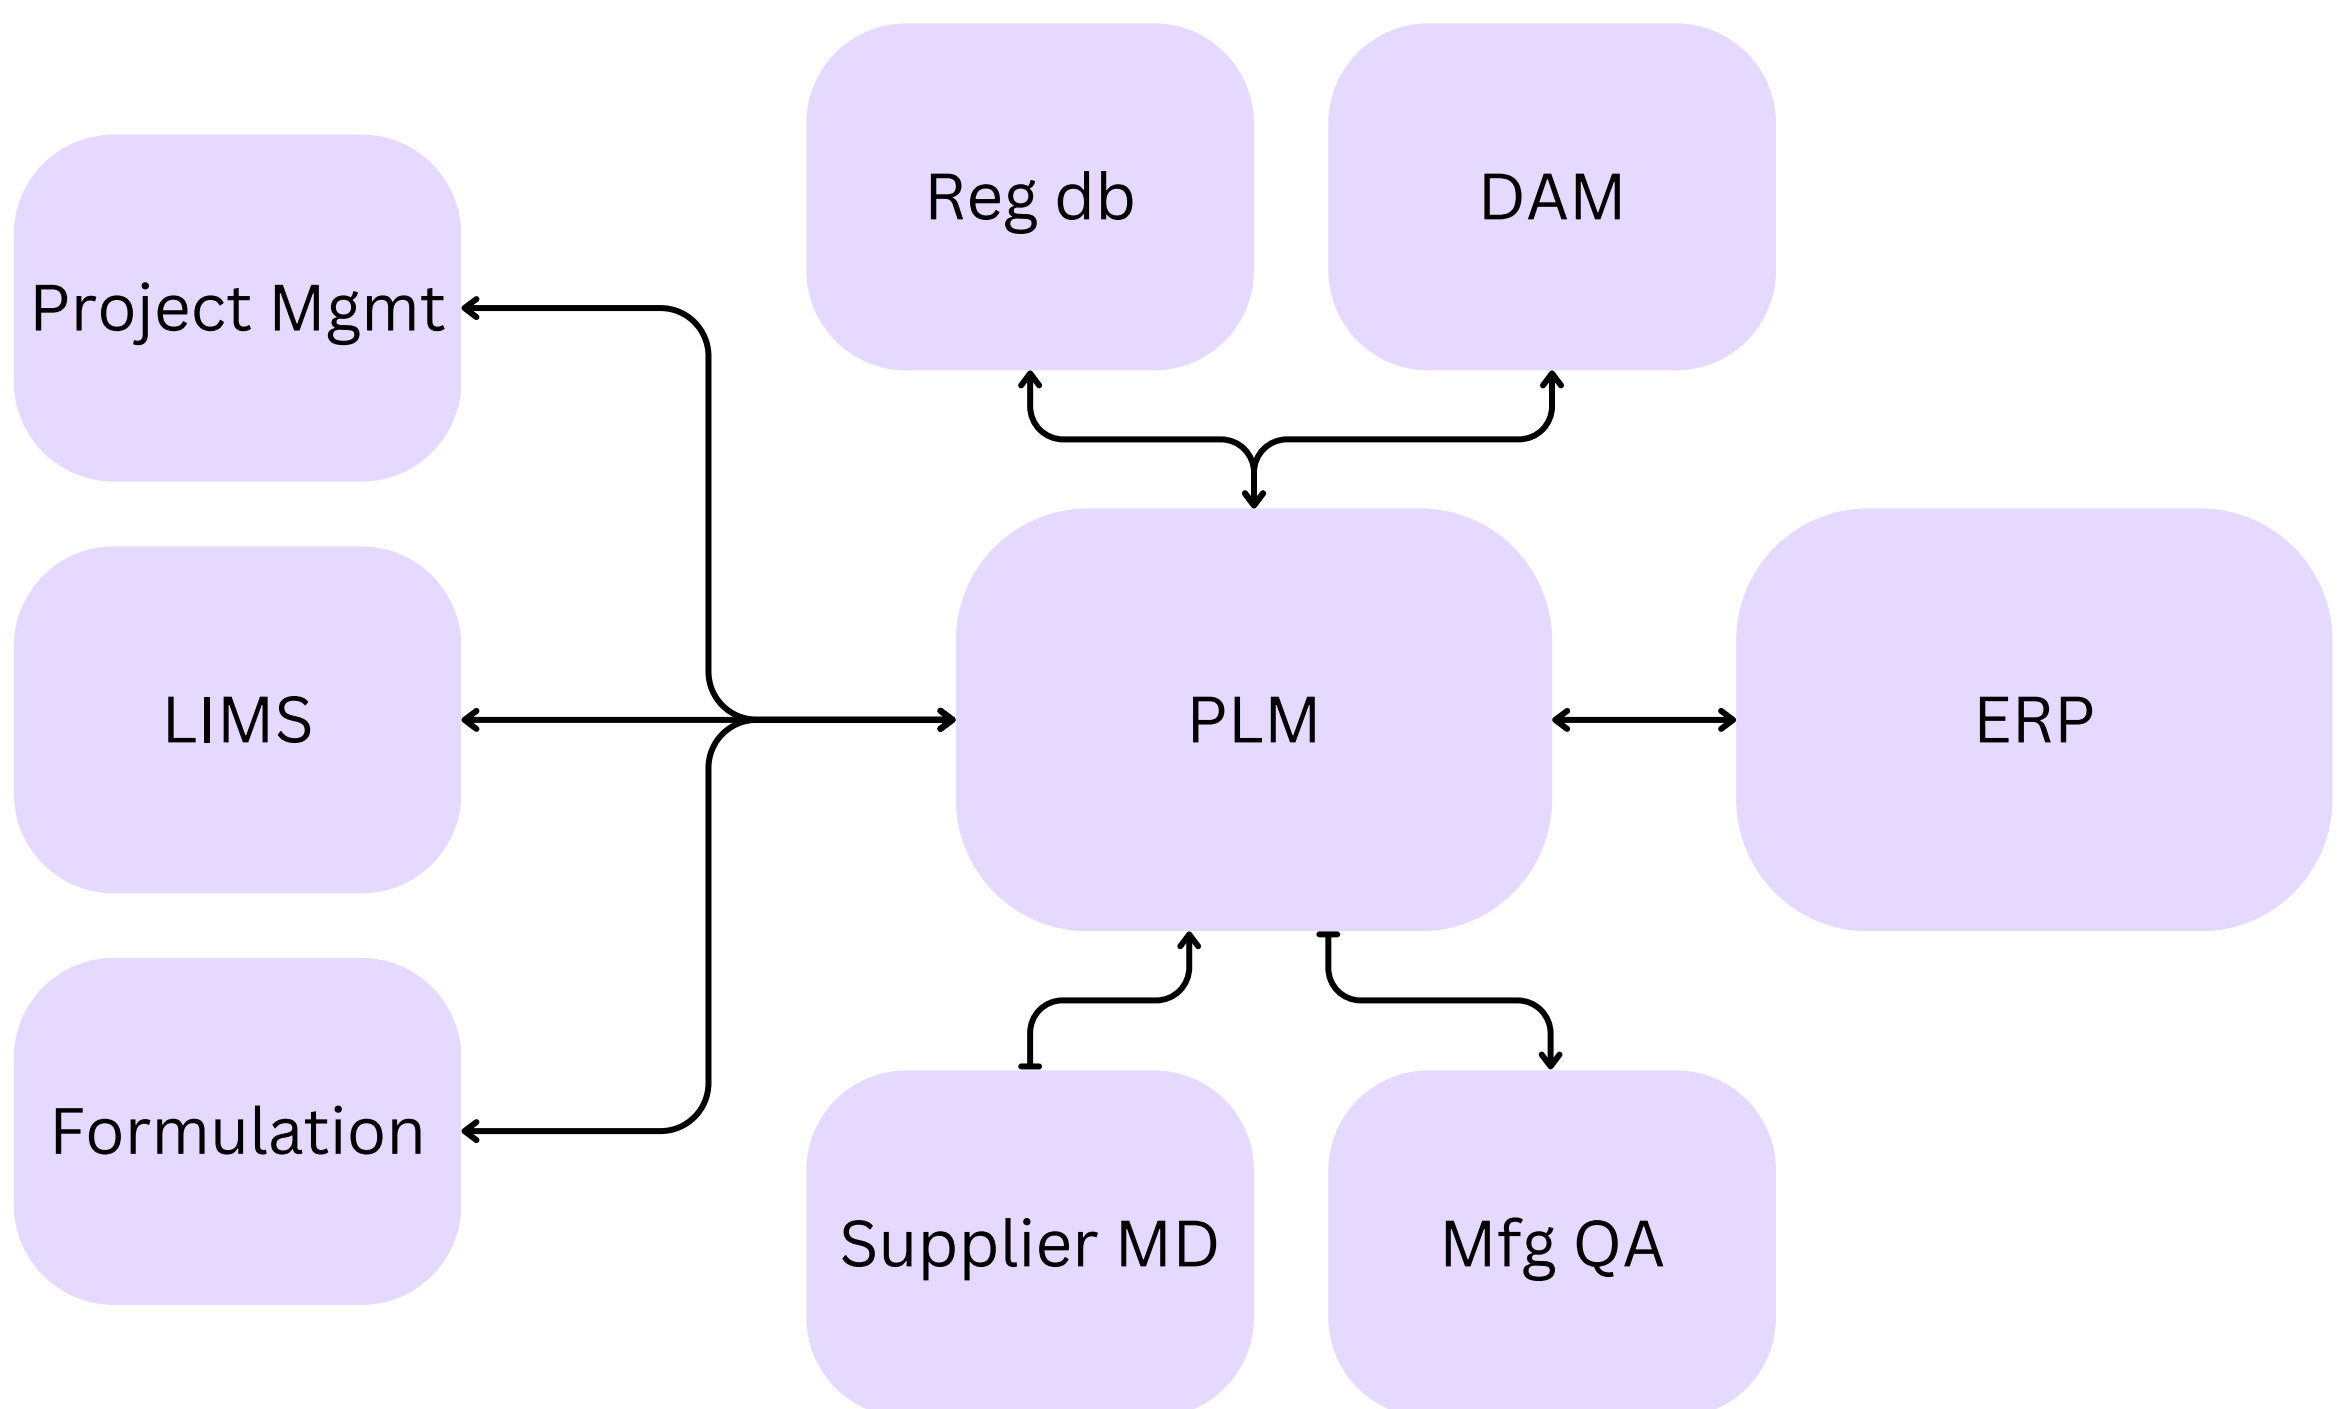 Reg db
DAM
Project Mgmt
LIMS
PLM
ERP
Formulation
Supplier MD
Mfg QA